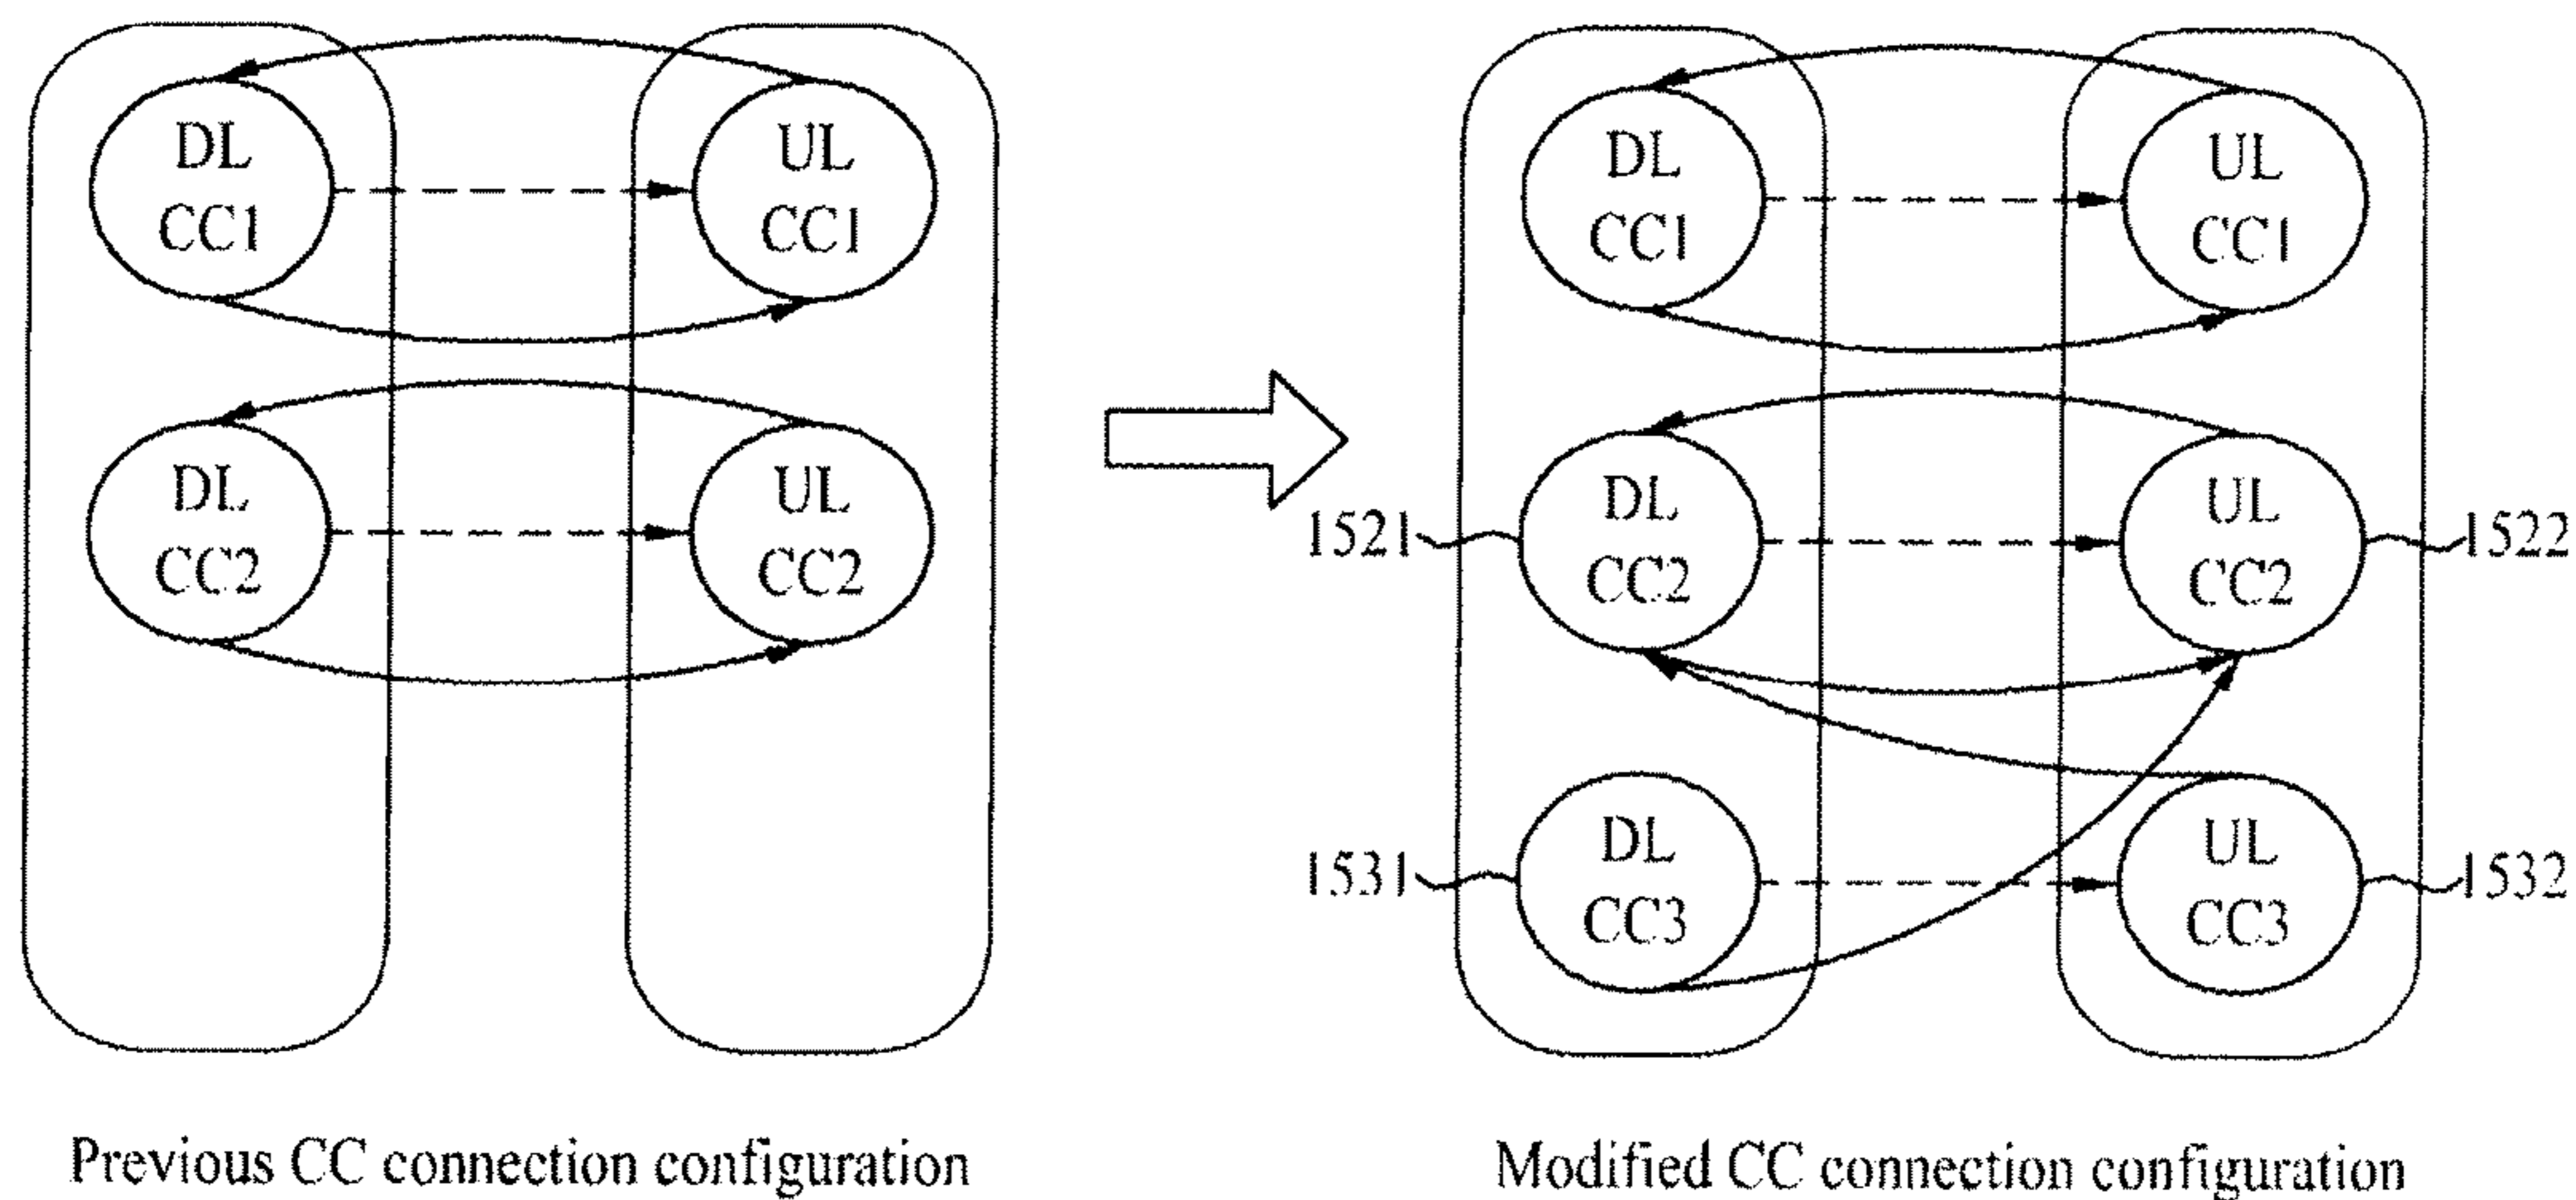 DL
CC1
UL
CC1
DL
CC2
UL
CC2
DL
CC1
UL
CC1
1521
DL
CC2
UL
CC2
1522
1531
DL
CC3
UL
CC3
1532
Previous CC connection configuration
Modified CC connection configuration